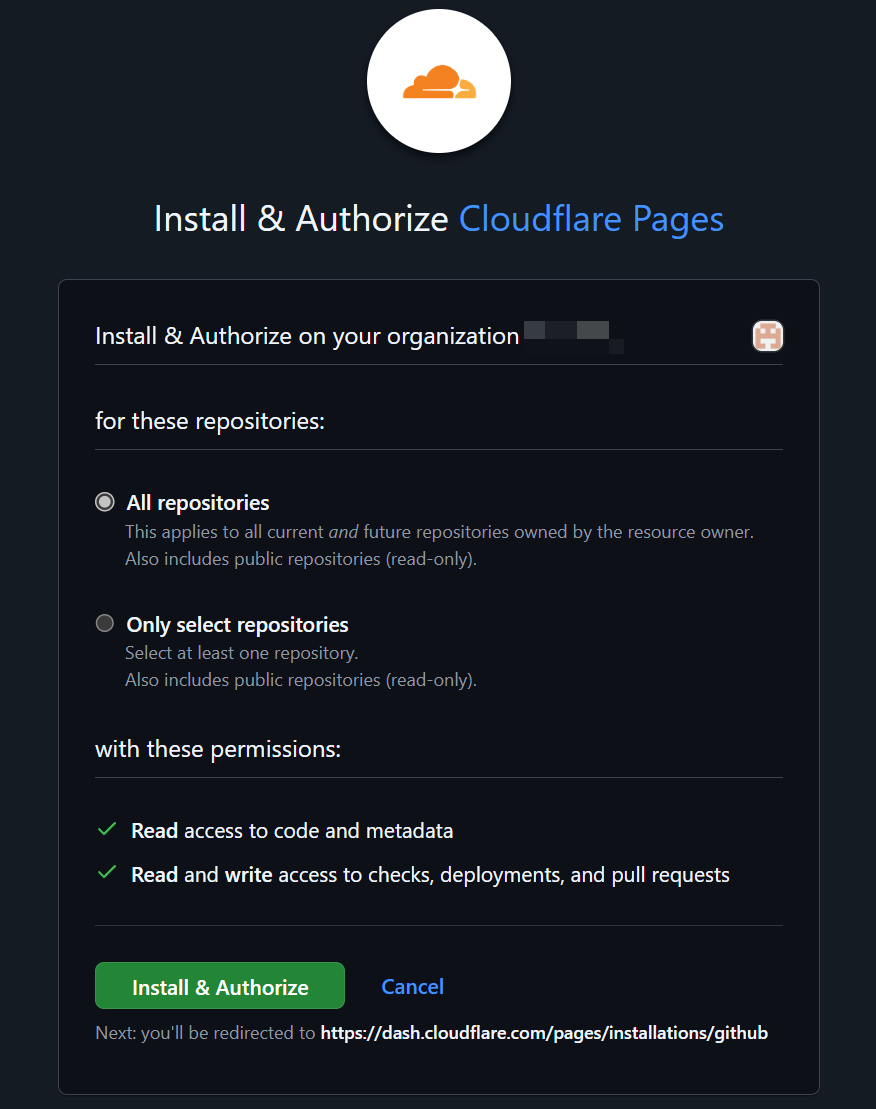 Install & Authorize Cloudflare Pages
Install & Authorize on your organization
for these repositories:
All repositories
This applies to all current and future repositories owned by the resource owner.
Also includes public repositories (read-only).
Only select repositories
Select at least one repository.
Also includes public repositories (read-only).
with these permissions:
Read access to code and metadata
Read and write access to checks, deployments, and pull requests
Install & Authorize Cancel
Next: you'll be redirected to https://dash.cloudflare.com/pages/installations/github